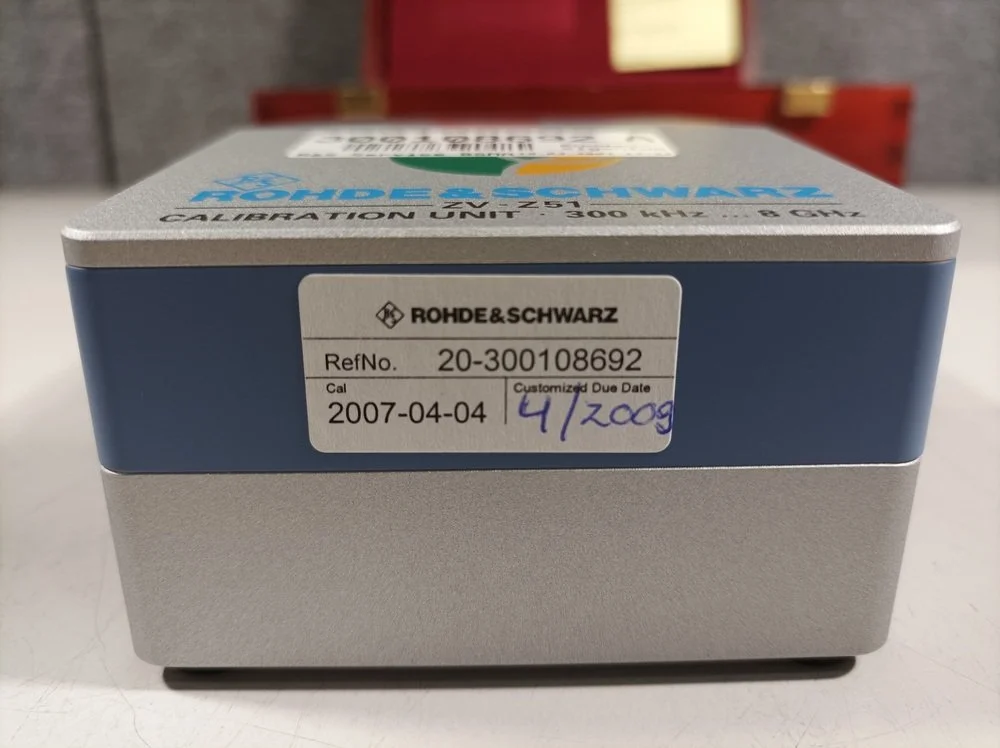 300108692
ROHDE & SCHWARZ
ZV-Z51
CALIBRATION UNIT · 300 kHz ... 8 GHz
ROHDE&SCHWARZ
RefNo. 20-300108692
Cal Customized Due Date
2007-04-04 4/2009